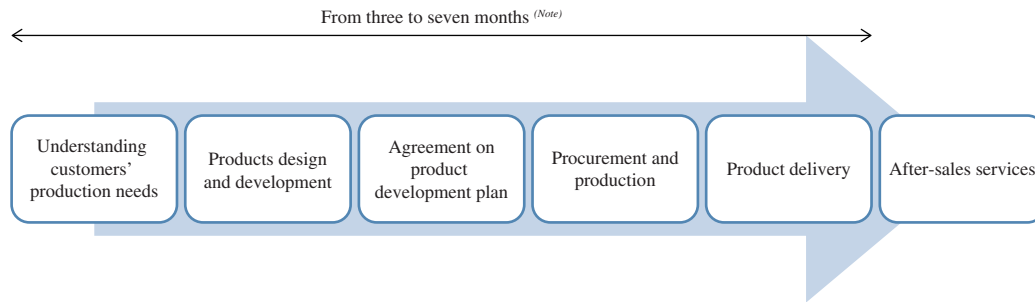 From three to seven months (Note)
Understanding
customers’
production needs
Products design
and development
Agreement on
product
development plan
Procurement and
production
Product delivery
After-sales services